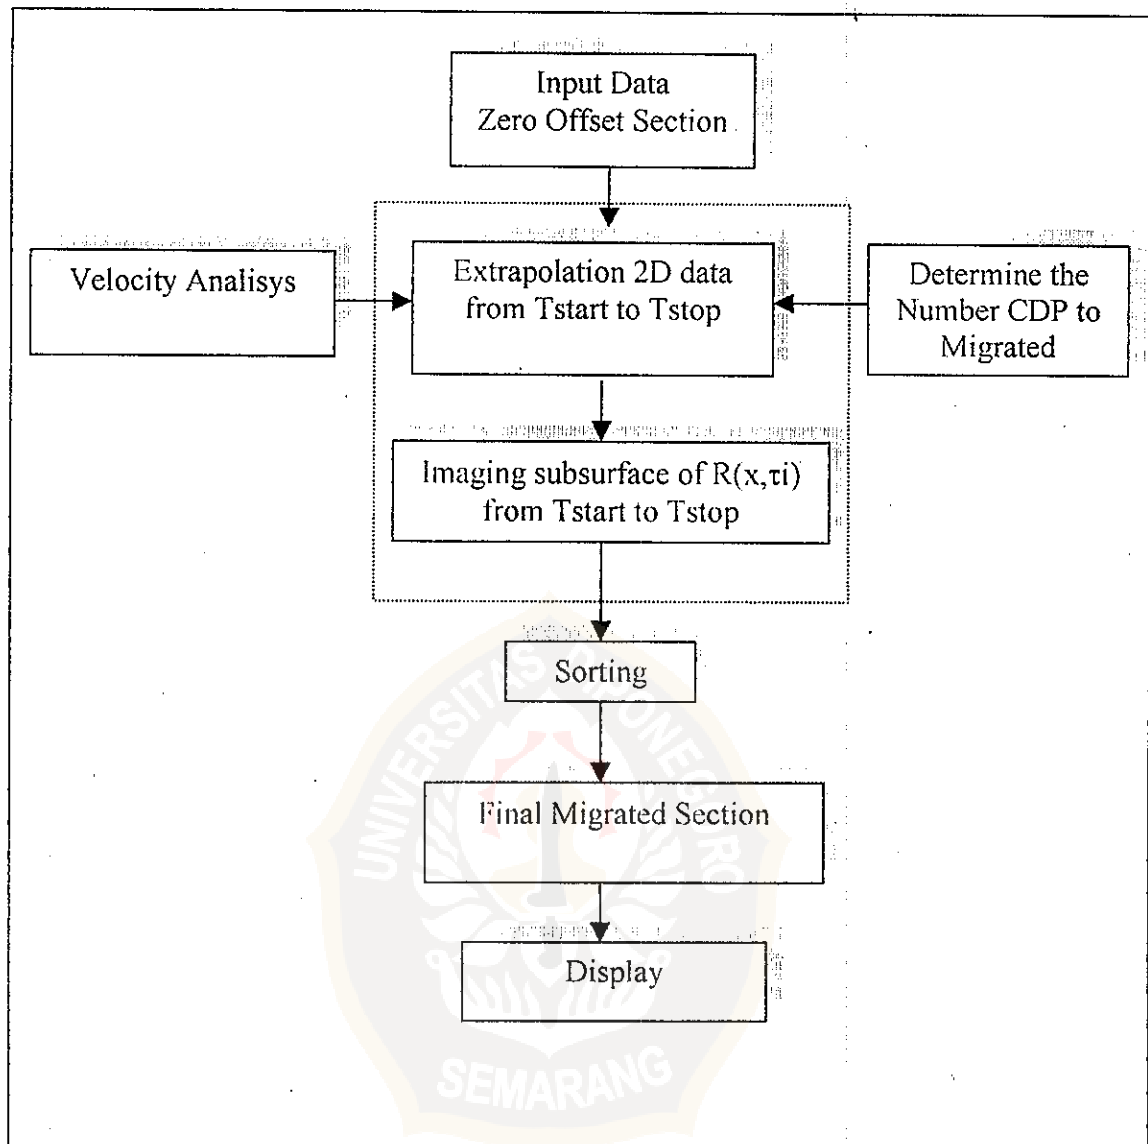 Input Data
Zero Offset Section
Velocity Analisys
Extrapolation 2D data
from Tstart to Tstop
Determine the
Number CDP to
Migrated
Imaging subsurface of R(x,τi)
from Tstart to Tstop
Sorting
Final Migrated Section
Display
UNIVERSITAS DIPONEGORO
SEMARANG